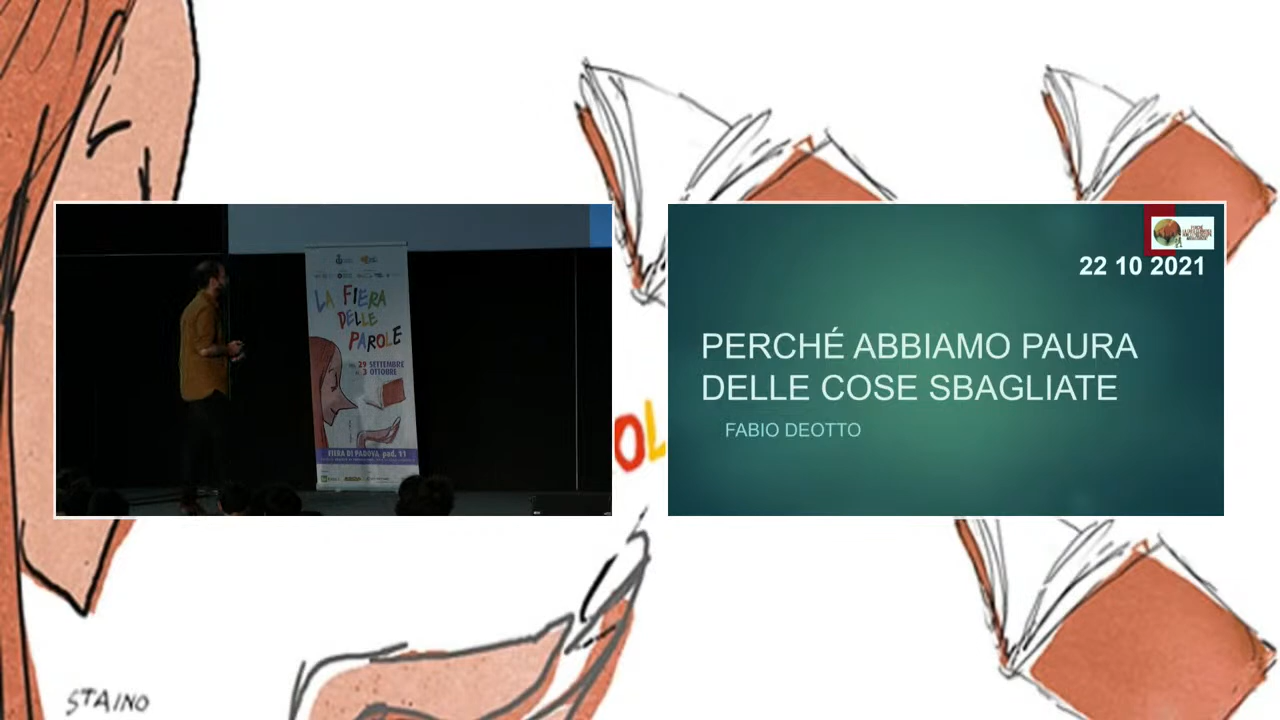 LA FIERA
DELLE
PAROLE
29 SETTEMBRE
3 OTTOBRE
FIERA DI PADOVA, pad. 11
22 10 2021
PERCHÉ ABBIAMO PAURA
DELLE COSE SBAGLIATE
FABIO DEOTTO
OL
STAINO